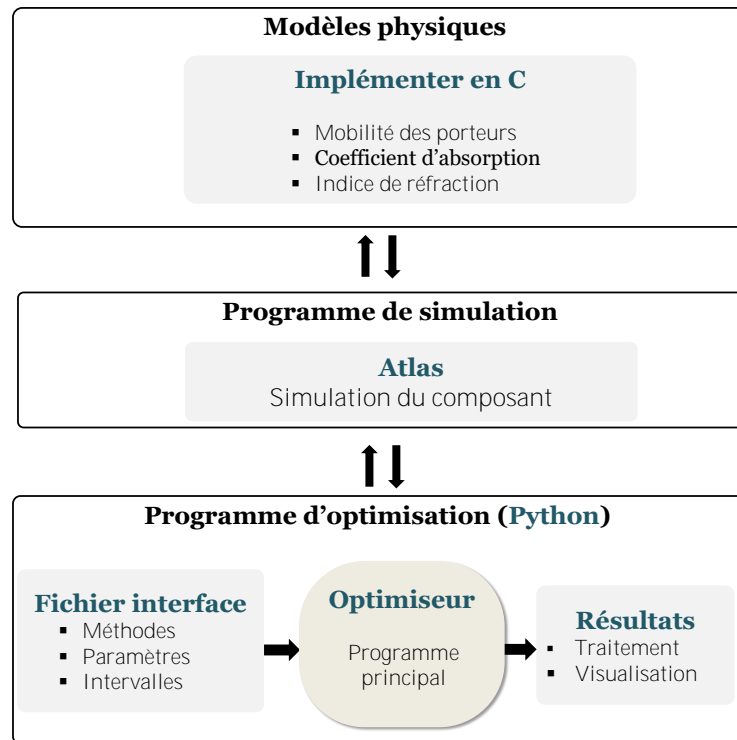 Modèles physiques
Implémenter en C
▪ Mobilité des porteurs
▪ Coefficient d’absorption
▪ Indice de réfraction
Programme de simulation
Atlas
Simulation du composant
Programme d’optimisation (Python)
Fichier interface
▪ Méthodes
▪ Paramètres
▪ Intervalles
Optimiseur
Programme
principal
Résultats
▪ Traitement
▪ Visualisation